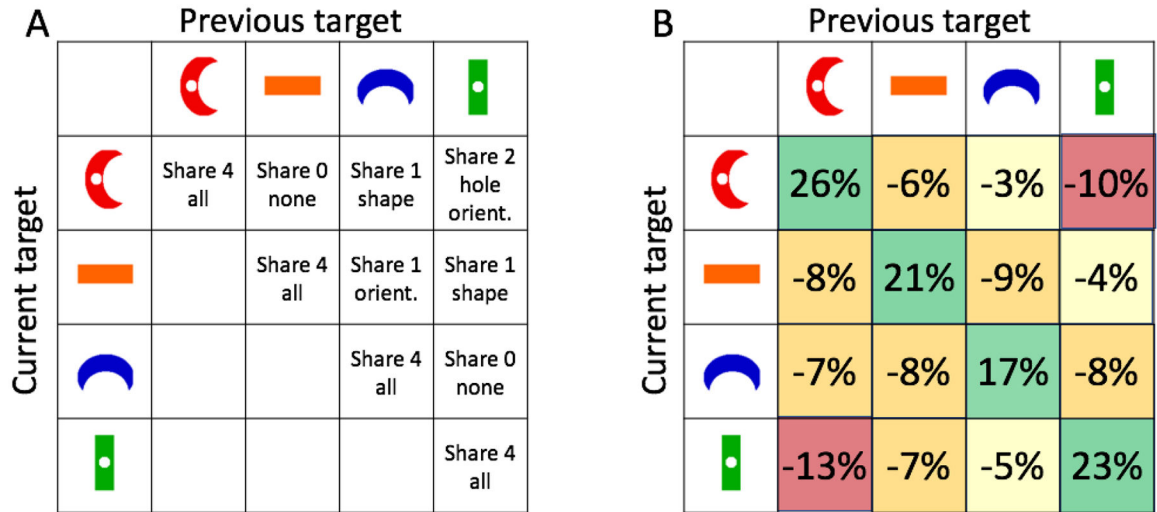 A
Previous target
Current target
Share 4
all
Share 0
none
Share 1
shape
Share 2
hole
orient.
Share 4
all
Share 1
orient.
Share 1
shape
Share 4
all
Share 0
none
Share 4
all
B
Previous target
Current target
26% -6% -3% -10%
-8% 21% -9% -4%
-7% -8% 17% -8%
-13% -7% -5% 23%